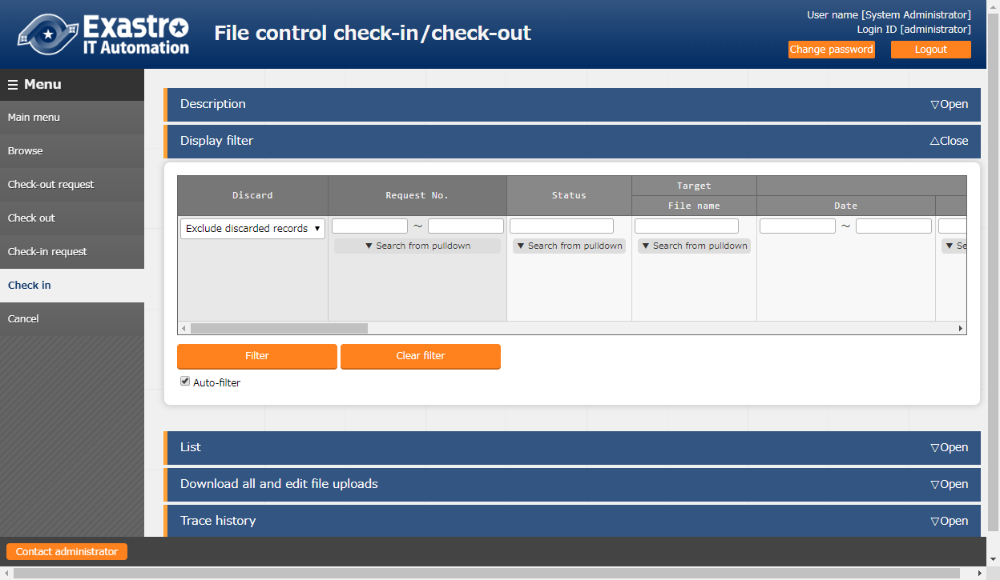 Exastro
IT Automation
File control check-in/check-out
User name [System Administrator]
Login ID [administrator]
Change password
Logout
☰ Menu
Main menu
Browse
Check-out request
Check out
Check-in request
Check in
Cancel
Description
▽Open
Display filter
△Close
Discard
Request No.
Status
Target
File name
Date
Exclude discarded records ▼
~
~
▼ Search from pulldown
▼ Search from pulldown
▼ Search from pulldown
▼ Se
Filter
Clear filter
Auto-filter
List
▽Open
Download all and edit file uploads
▽Open
Trace history
▽Open
Contact administrator